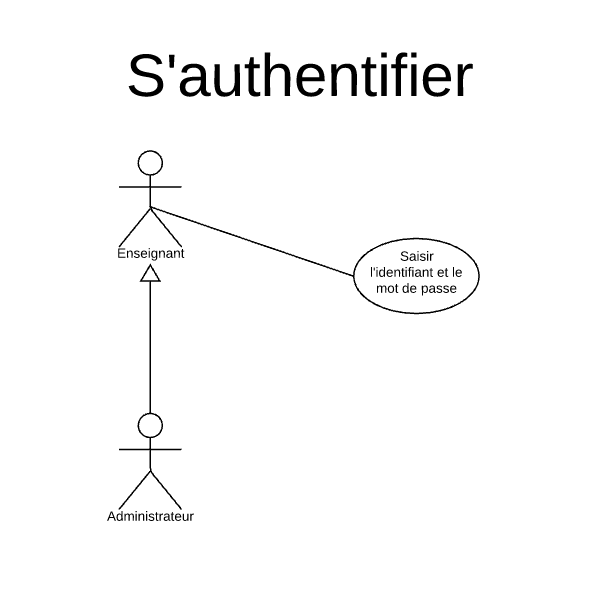 S'authentifier
Enseignant
Saisir
l'identifiant et le
mot de passe
Administrateur